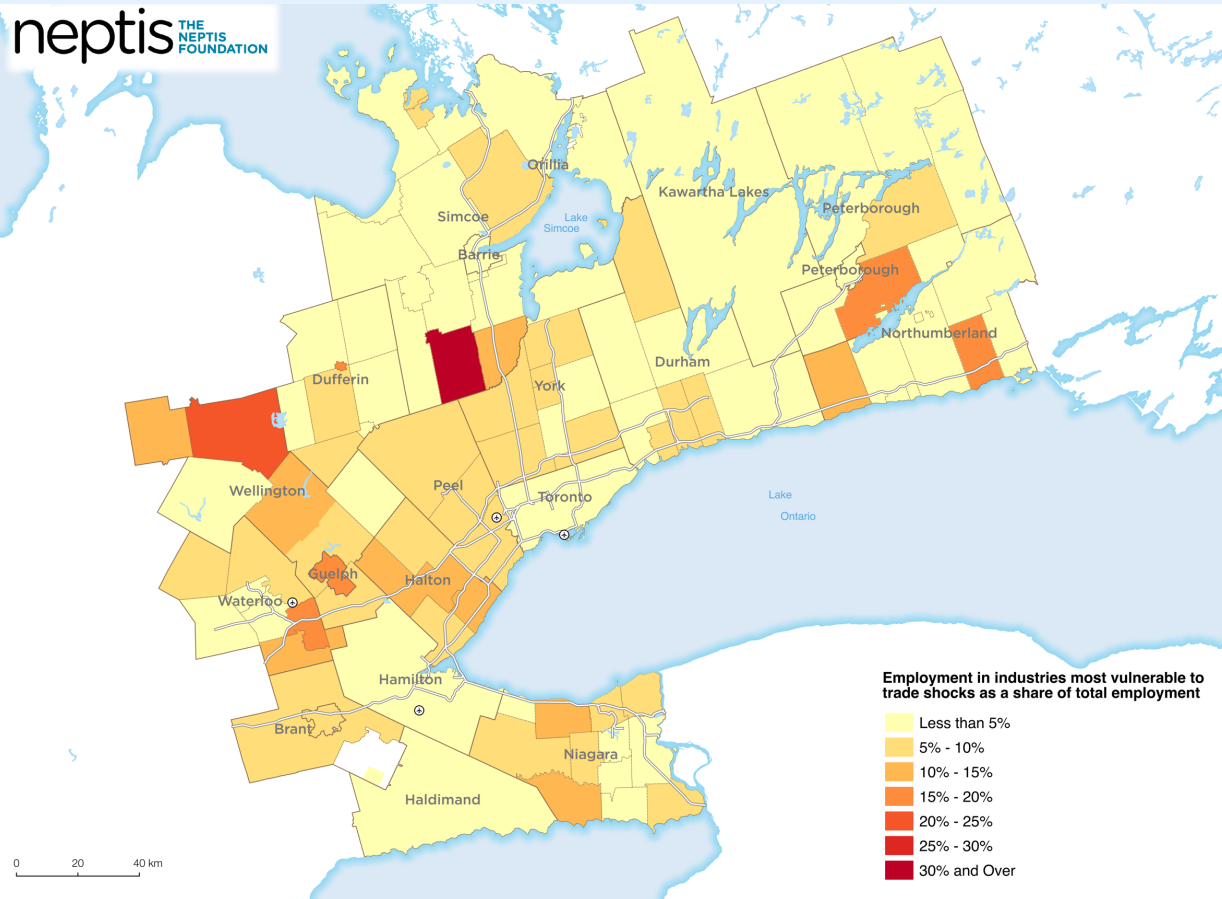 neptis THE
NEPTIS
FOUNDATION
Orillia
Kawartha Lakes
Peterborough
Simcoe
Lake
Simcoe
Barrie
Peterborough
Northumberland
Durham
Dufferin
York
Wellington
Peel
Toronto
Lake
Ontario
Guelph
Halton
Waterloo
Hamilton
Brant
Niagara
Haldimand
Employment in industries most vulnerable to
trade shocks as a share of total employment
Less than 5%
5% - 10%
10% - 15%
15% - 20%
20% - 25%
25% - 30%
30% and Over
0 20 40 km